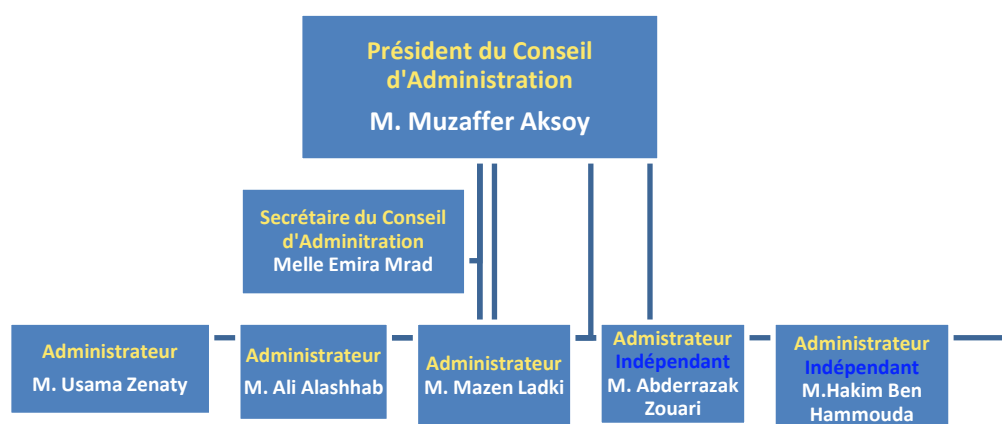 Président du Conseil
d'Administration
M. Muzaffer Aksoy
Secrétaire du Conseil
d'Adminitration
Melle Emira Mrad
Administrateur
M. Usama Zenaty
Administrateur
M. Ali Alashhab
Administrateur
M. Mazen Ladki
Admistrateur
Indépendant
M. Abderrazak
Zouari
Administrateur
Indépendant
M.Hakim Ben
Hammouda